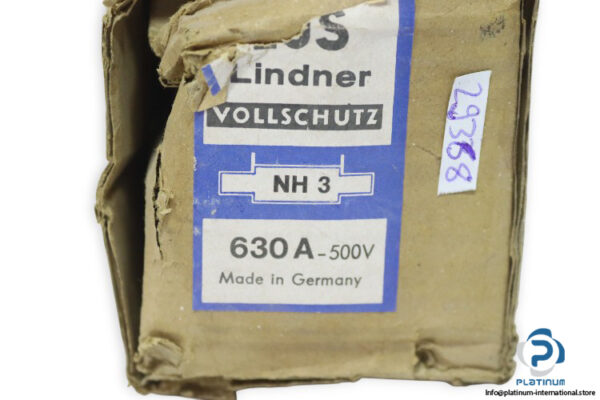 Lindner
VOLLSCHUTZ
NH 3
630 A - 500V
Made in Germany
29368
PLATINUM
Info@platinum-international.store